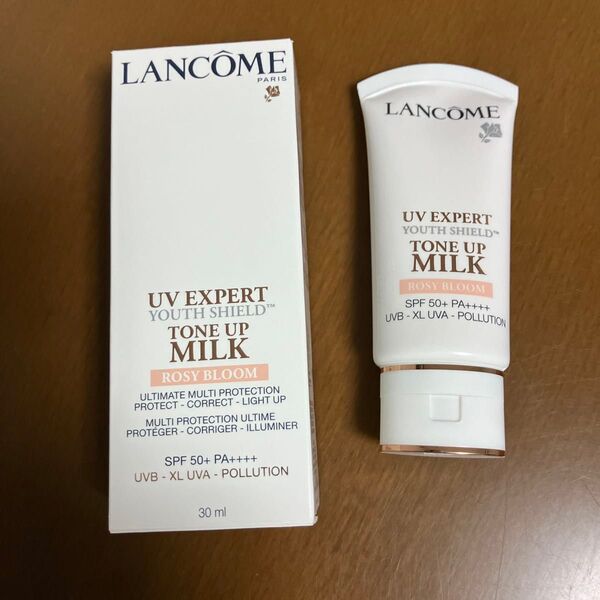 LANCÔME
PARIS
UV EXPERT
YOUTH SHIELD™
TONE UP
MILK
ROSY BLOOM
ULTIMATE MULTI PROTECTION
PROTECT - CORRECT - LIGHT UP
MULTI PROTECTION ULTIME
PROTÉGER - CORRIGER - ILLUMINER
SPF 50+ PA++++
UVB - XL UVA - POLLUTION
30 ml
LANCÔME
UV EXPERT
YOUTH SHIELD™
TONE UP
MILK
ROSY BLOOM
SPF 50+ PA++++
UVB - XL UVA - POLLUTION